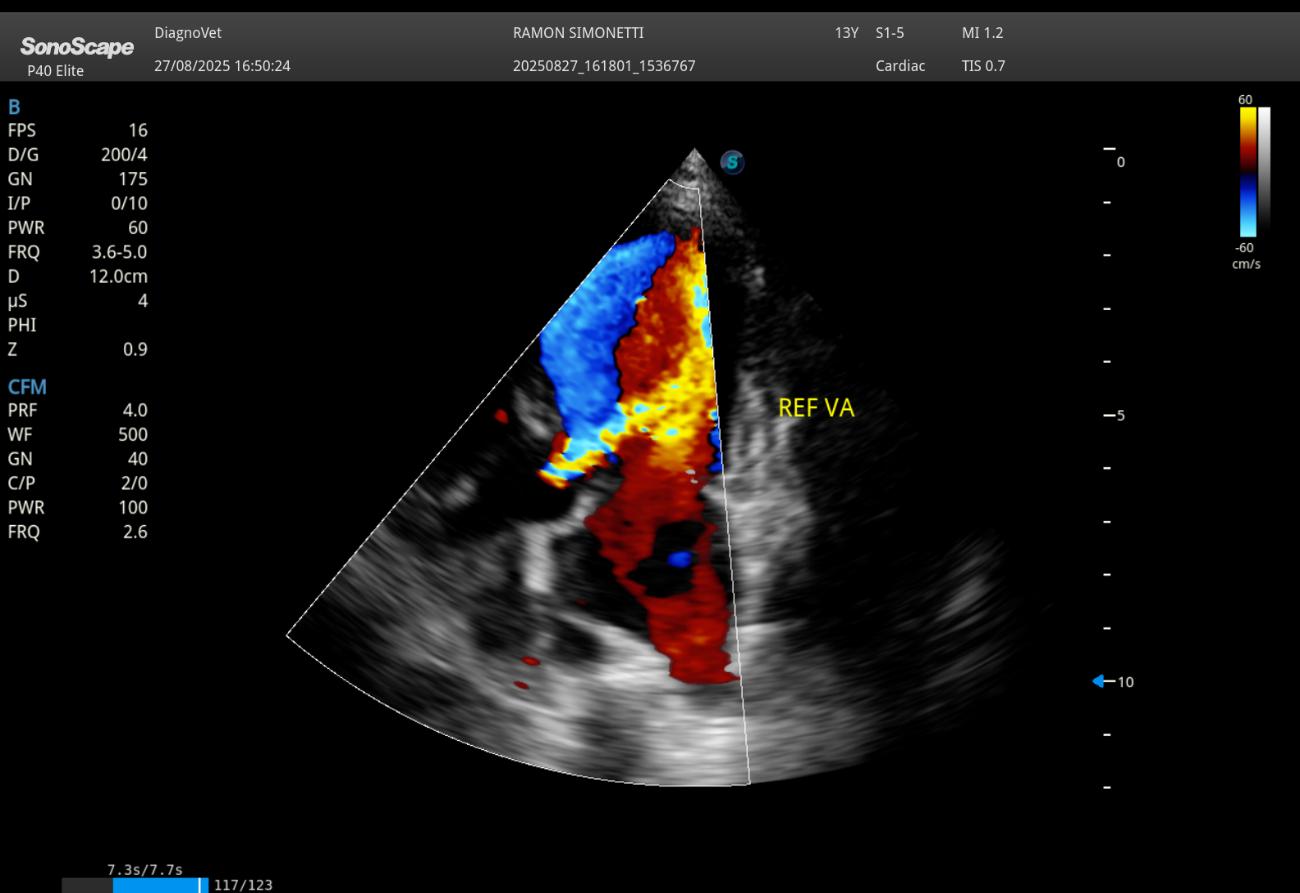 SonoScape
P40 Elite
DiagnoVet
27/08/2025 16:50:24
RAMON SIMONETTI
20250827_161801_1536767
13Y
S1-5
Cardiac
MI 1.2
TIS 0.7
B
FPS 16
D/G 200/4
GN 175
I/P 0/10
PWR 60
FRQ 3.6-5.0
D 12.0cm
µS 4
PHI
Z 0.9
CFM
PRF 4.0
WF 500
GN 40
C/P 2/0
PWR 100
FRQ 2.6
S
REF VA
0
5
10
60
-60
cm/s
7.3s/7.7s
117/123